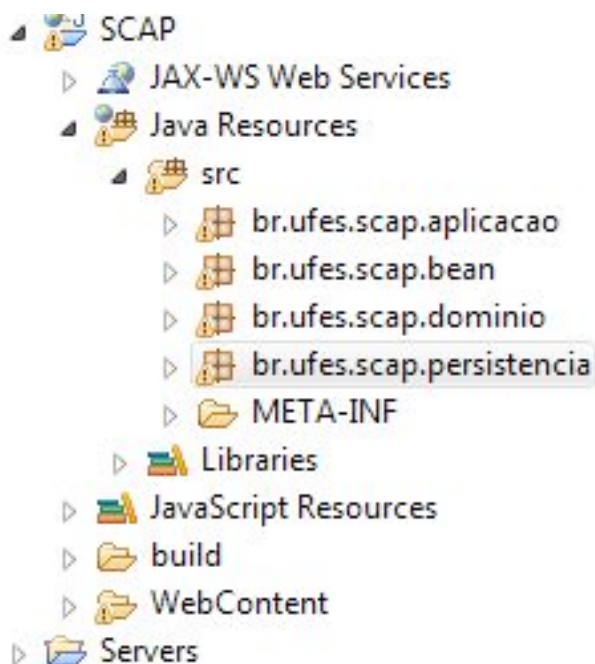 SCAP
JAX-WS Web Services
Java Resources
src
br.ufes.scap.aplicacao
br.ufes.scap.bean
br.ufes.scap.dominio
br.ufes.scap.persistencia
META-INF
Libraries
JavaScript Resources
build
WebContent
Servers